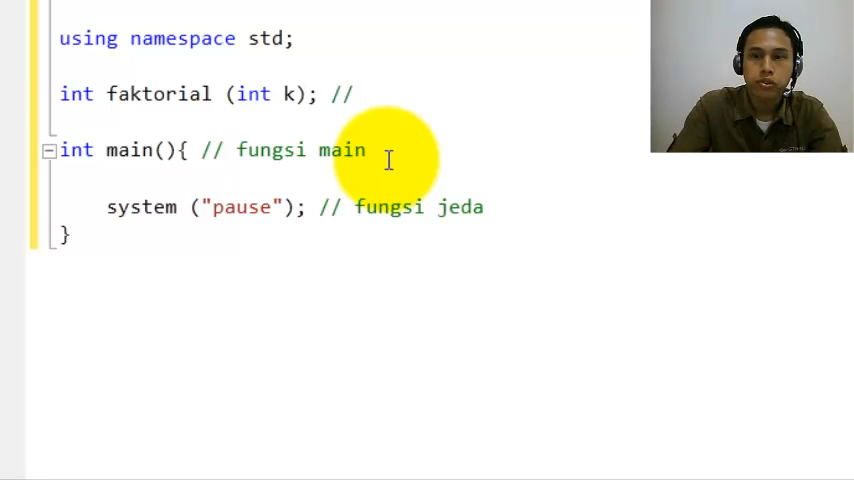 using namespace std;
int faktorial (int k); //
int main(){ // fungsi main
system ("pause"); // fungsi jeda
}